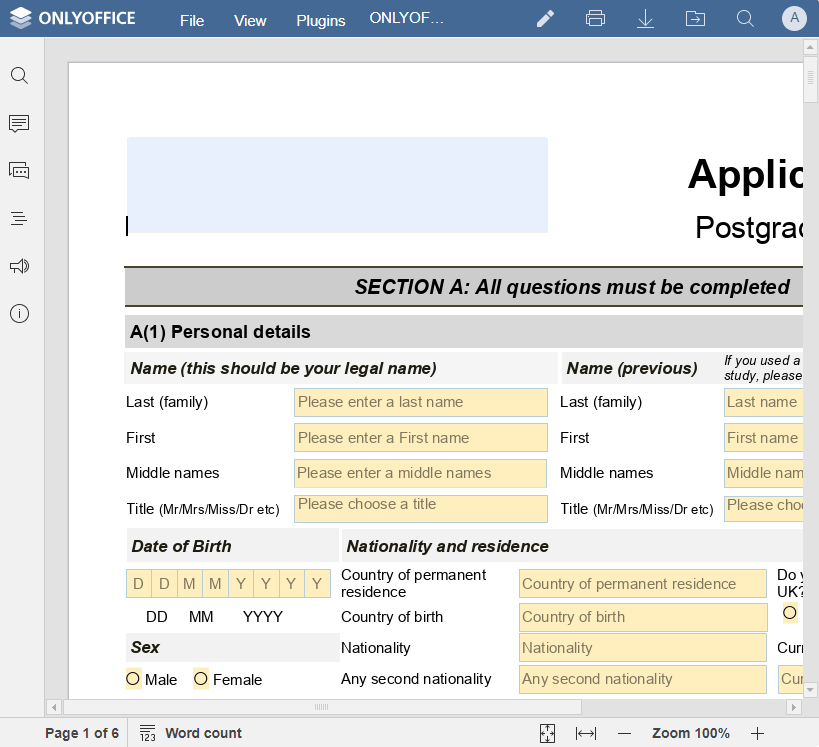 ONLYOFFICE File View Plugins ONLYOF... A
Applic
Postgrad
SECTION A: All questions must be completed
A(1) Personal details
Name (this should be your legal name) Name (previous) If you used a
study, please
Last (family) Please enter a last name Last (family) Last name
First Please enter a First name First First name
Middle names Please enter a middle names Middle names Middle nam
Title (Mr/Mrs/Miss/Dr etc) Please choose a title Title (Mr/Mrs/Miss/Dr etc) Please choo
Date of Birth Nationality and residence
D D M M Y Y Y Y Country of permanent residence Country of permanent residence Do y
UK?
DD MM YYYY Country of birth Country of birth
Sex Nationality Nationality Curr
Male Female Any second nationality Any second nationality Cur
Page 1 of 6 123 Word count Zoom 100%